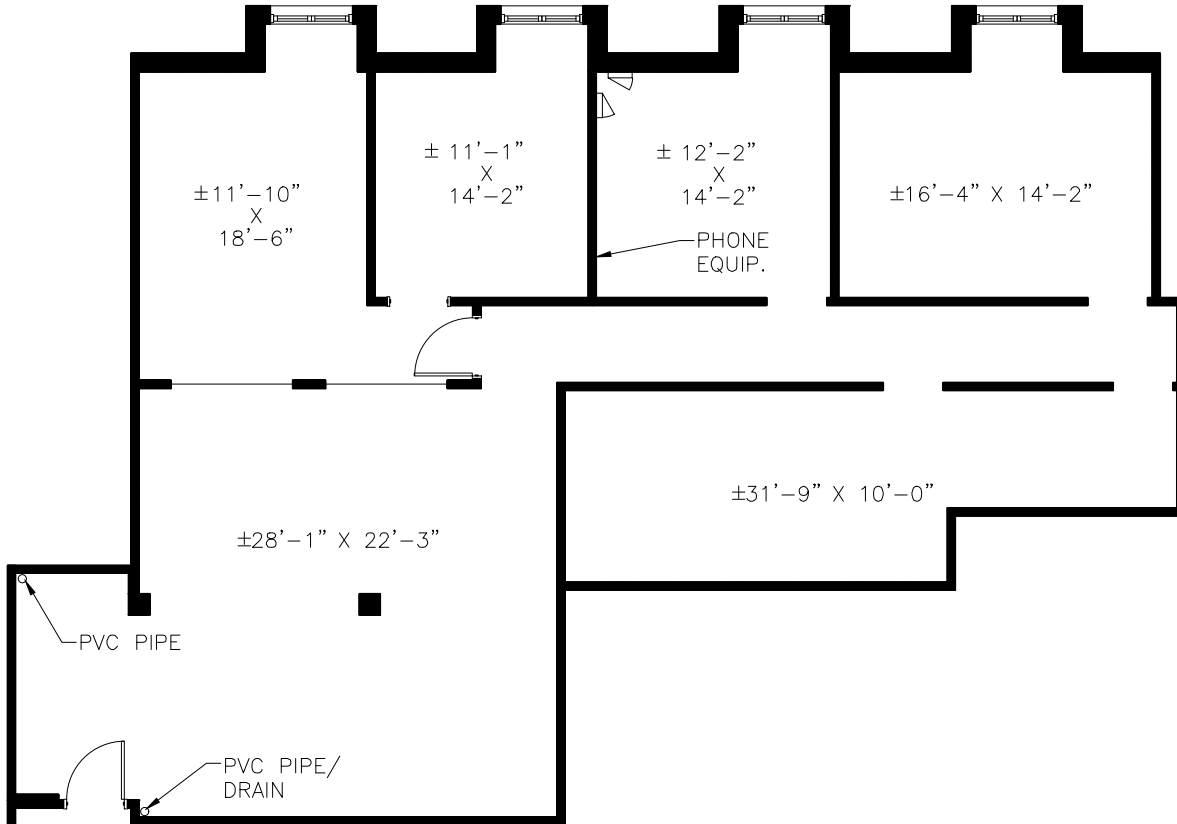 ±11’-10”
X
18’-6”
± 11’-1”
X
14’-2”
± 12’-2”
X
14’-2”
±16’-4” X 14’-2”
PHONE
EQUIP.
±31’-9” X 10’-0”
±28’-1” X 22’-3”
PVC PIPE
PVC PIPE/
DRAIN